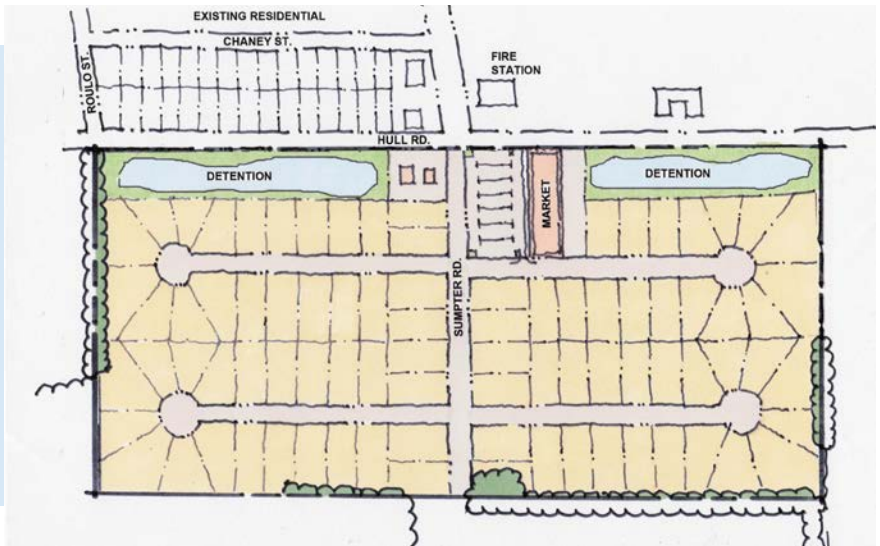 EXISTING RESIDENTIAL
CHANEY ST.
ROULO ST.
FIRE
STATION
HULL RD.
DETENTION
MARKET
DETENTION
SUMPTER RD.